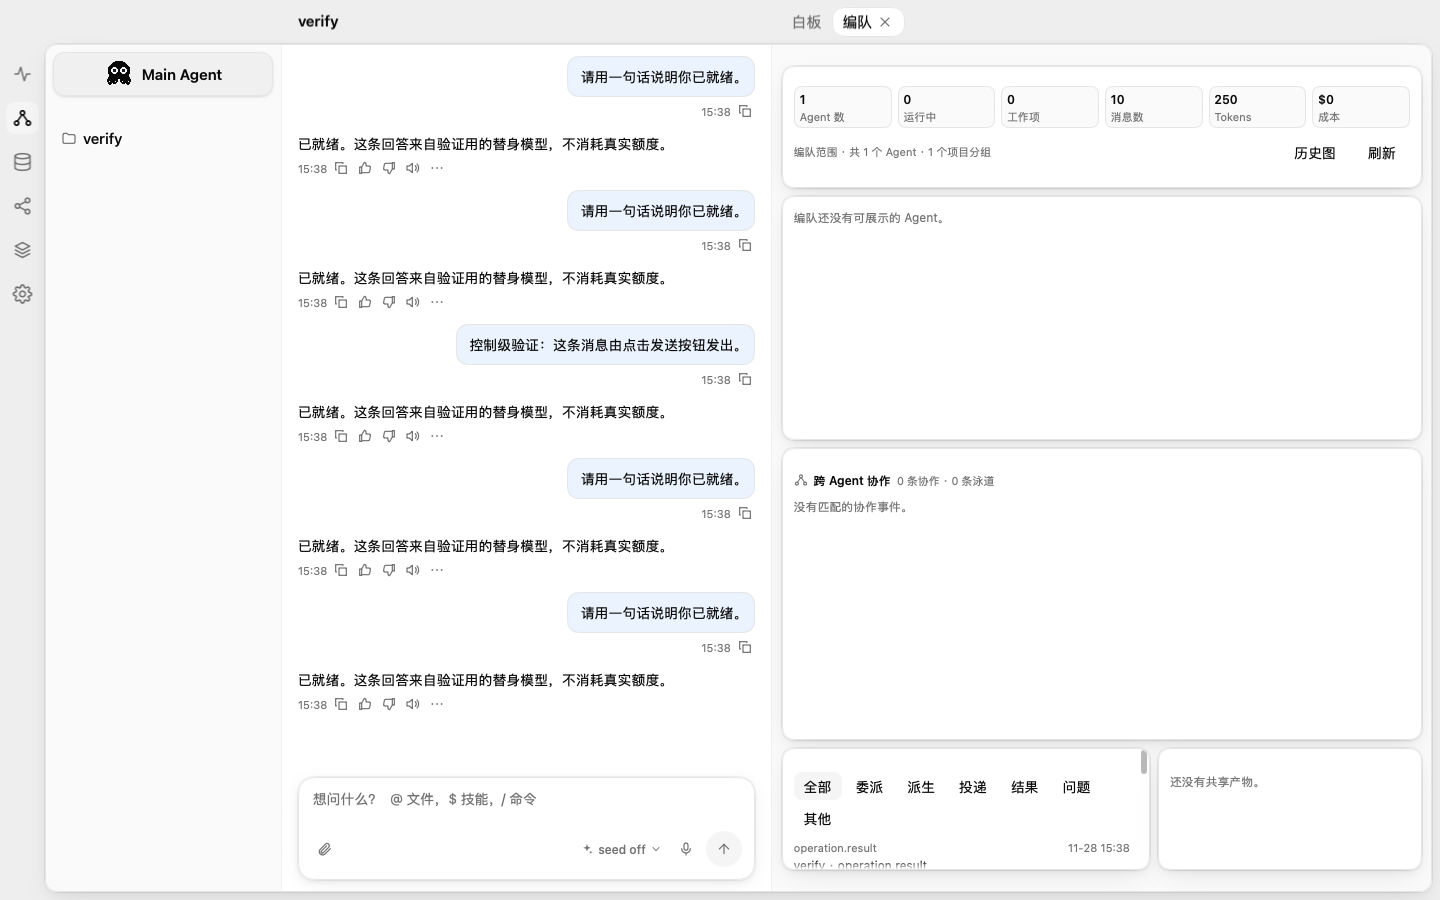 verify
白板
编队
Main Agent
verify
请用一句话说明你已就绪。
15:38
已就绪。这条回答来自验证用的替身模型，不消耗真实额度。
15:38
请用一句话说明你已就绪。
15:38
已就绪。这条回答来自验证用的替身模型，不消耗真实额度。
15:38
控制级验证：这条消息由点击发送按钮发出。
15:38
已就绪。这条回答来自验证用的替身模型，不消耗真实额度。
15:38
请用一句话说明你已就绪。
15:38
已就绪。这条回答来自验证用的替身模型，不消耗真实额度。
15:38
请用一句话说明你已就绪。
15:38
已就绪。这条回答来自验证用的替身模型，不消耗真实额度。
15:38
想问什么？ @ 文件，$ 技能，/ 命令
seed off
1
Agent 数
0
运行中
0
工作项
10
消息数
250
Tokens
$0
成本
编队范围 · 共 1 个 Agent · 1 个项目分组
历史图
刷新
编队还没有可展示的 Agent。
跨 Agent 协作 0 条协作 · 0 条泳道
没有匹配的协作事件。
全部 委派 派生 投递 结果 问题
其他
operation.result 11-28 15:38
verify · operation.result
还没有共享产物。